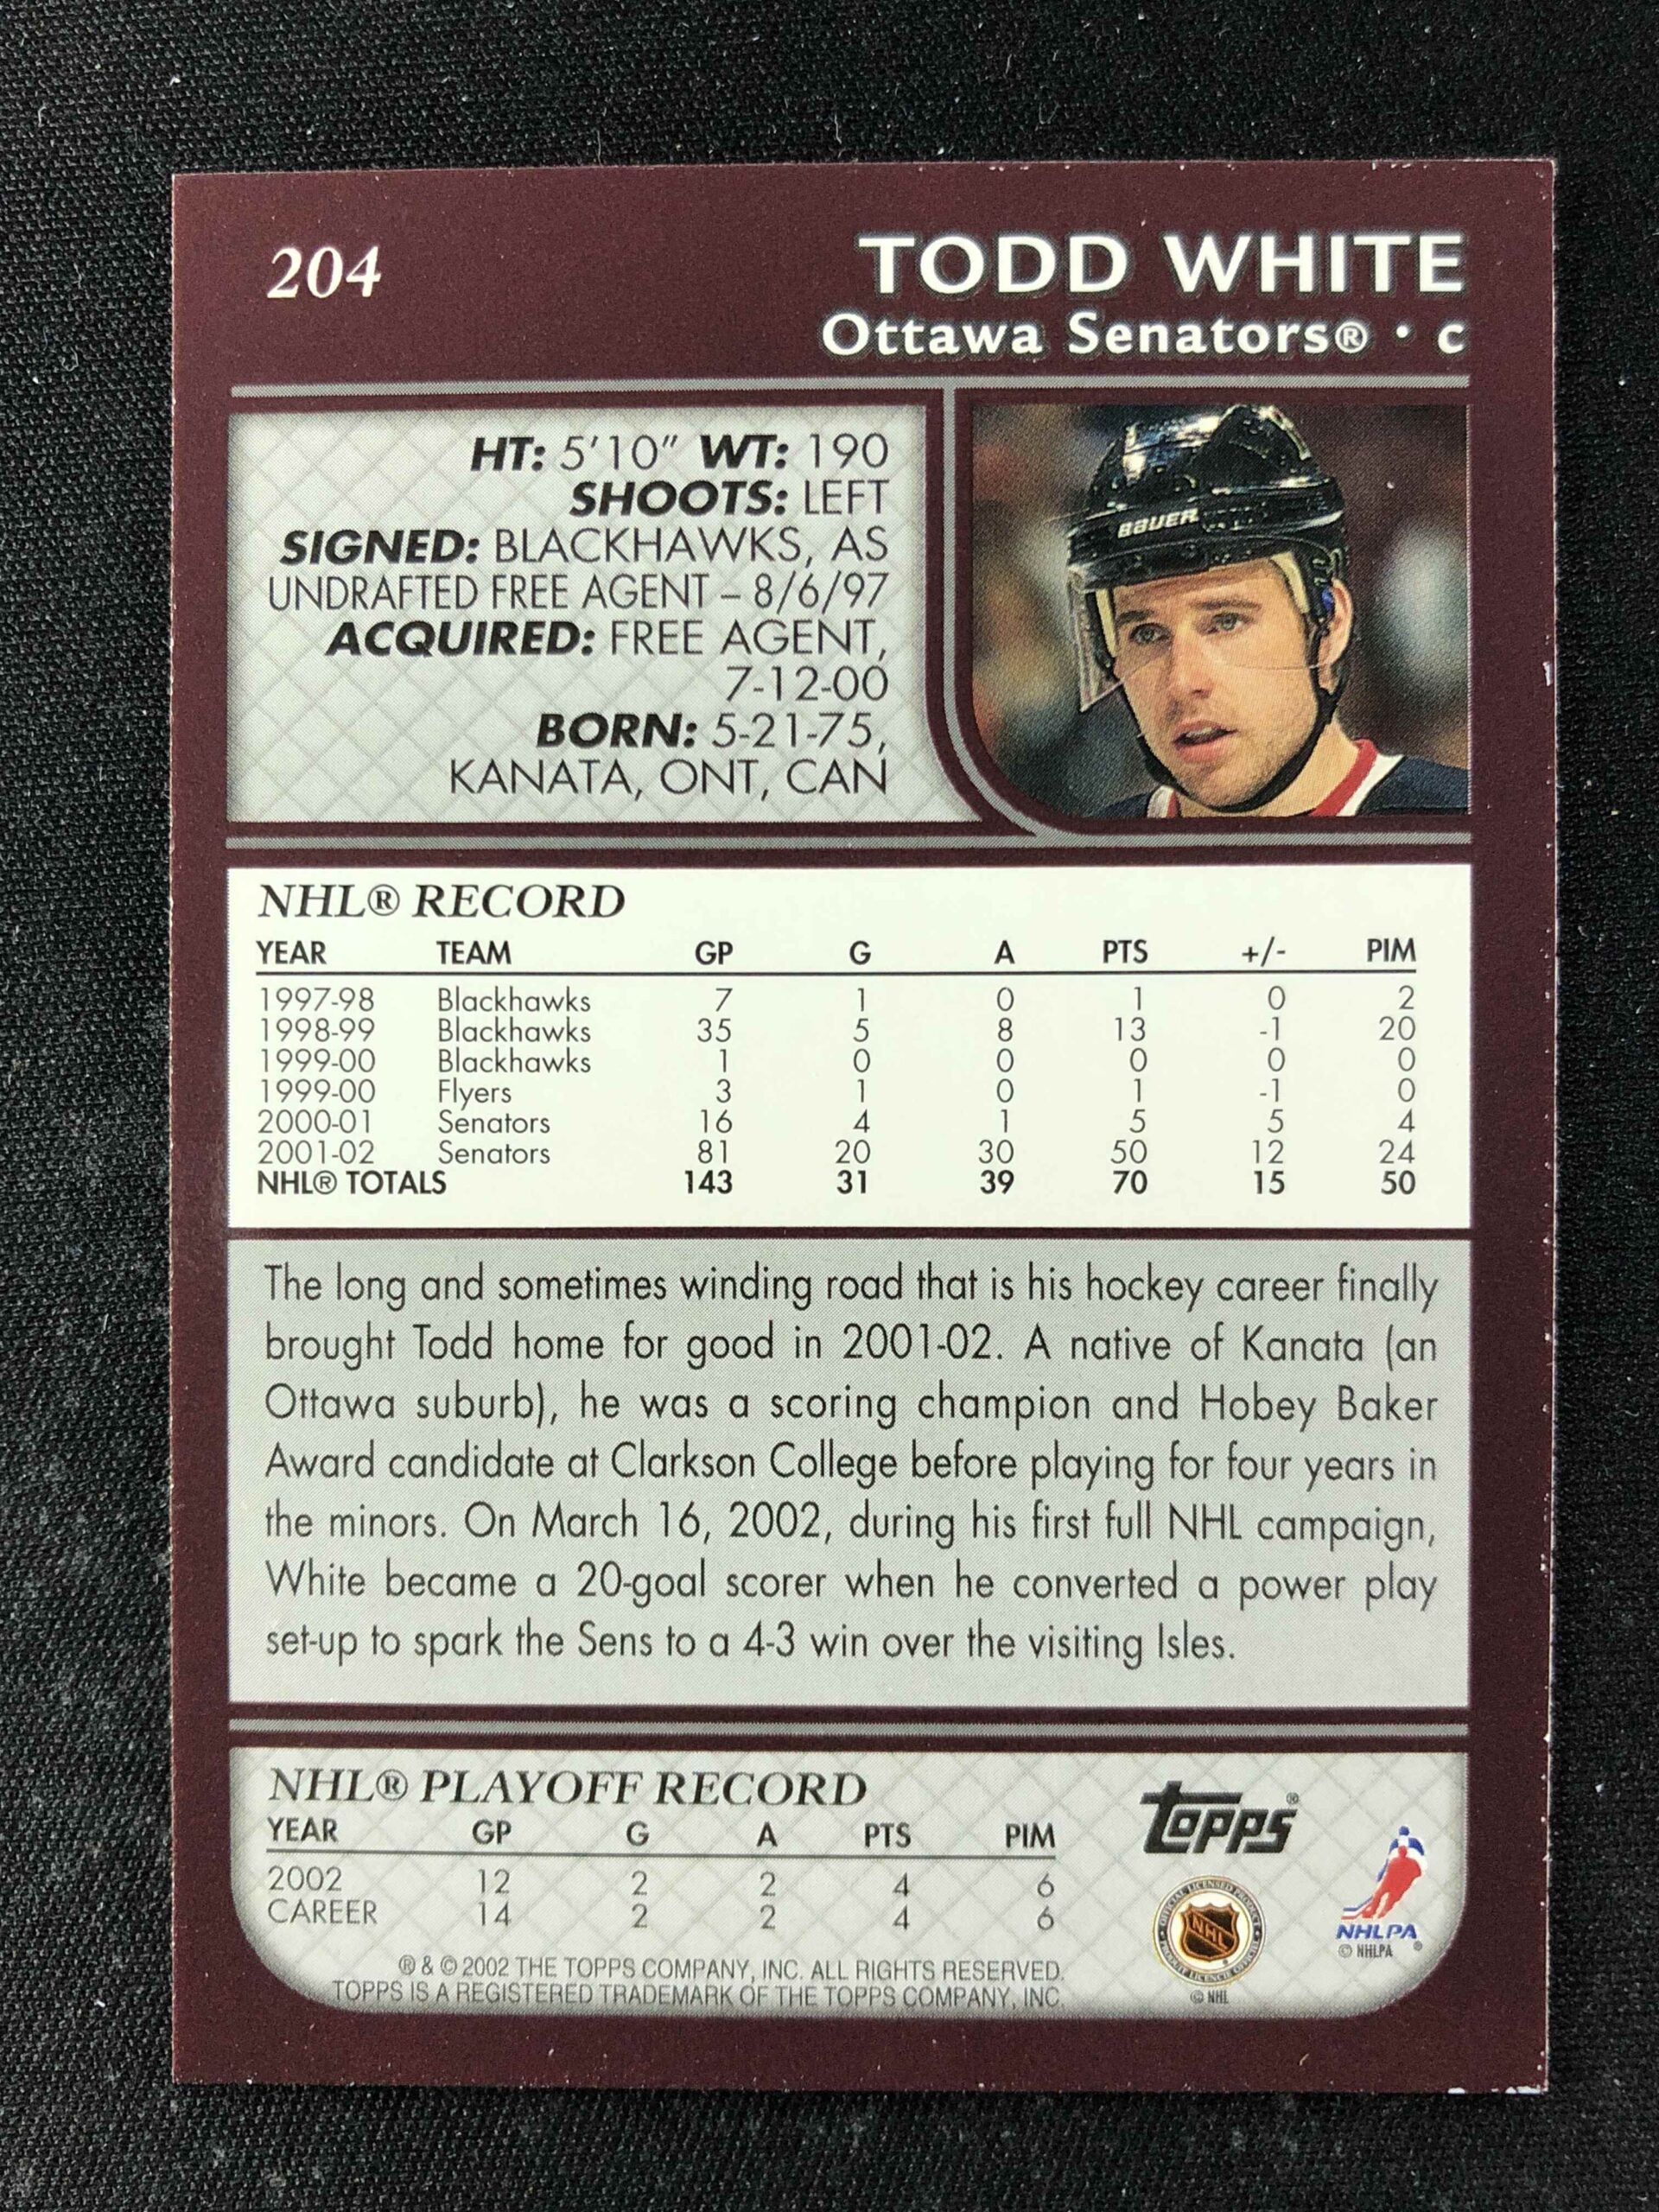 204
TODD WHITE
Ottawa Senators® • C
HT: 5'10" WT: 190
SHOOTS: LEFT
SIGNED: BLACKHAWKS, AS
UNDRAFTED FREE AGENT – 8/6/97
ACQUIRED: FREE AGENT,
7-12-00
BORN: 5-21-75,
KANATA, ONT, CAN
BAUER
NHL® RECORD
YEAR TEAM GP G A PTS +/- PIM
1997-98 Blackhawks 7 1 0 1 0 2
1998-99 Blackhawks 35 5 8 13 -1 20
1999-00 Blackhawks 1 0 0 0 0 0
1999-00 Flyers 3 1 0 1 -1 0
2000-01 Senators 16 4 1 5 5 4
2001-02 Senators 81 20 30 50 12 24
NHL® TOTALS 143 31 39 70 15 50
The long and sometimes winding road that is his hockey career finally
brought Todd home for good in 2001-02. A native of Kanata (an
Ottawa suburb), he was a scoring champion and Hobey Baker
Award candidate at Clarkson College before playing for four years in
the minors. On March 16, 2002, during his first full NHL campaign,
White became a 20-goal scorer when he converted a power play
set-up to spark the Sens to a 4-3 win over the visiting Isles.
NHL® PLAYOFF RECORD
YEAR GP G A PTS PIM
2002 12 2 2 4 6
CAREER 14 2 2 4 6
® & © 2002 THE TOPPS COMPANY, INC. ALL RIGHTS RESERVED.
TOPPS IS A REGISTERED TRADEMARK OF THE TOPPS COMPANY, INC.
Topps®
OFFICIAL LICENSED PRODUCT
NHL
PRODUIT LICENCIÉ OFFICIEL
© NHL
NHLPA ®
© NHLPA